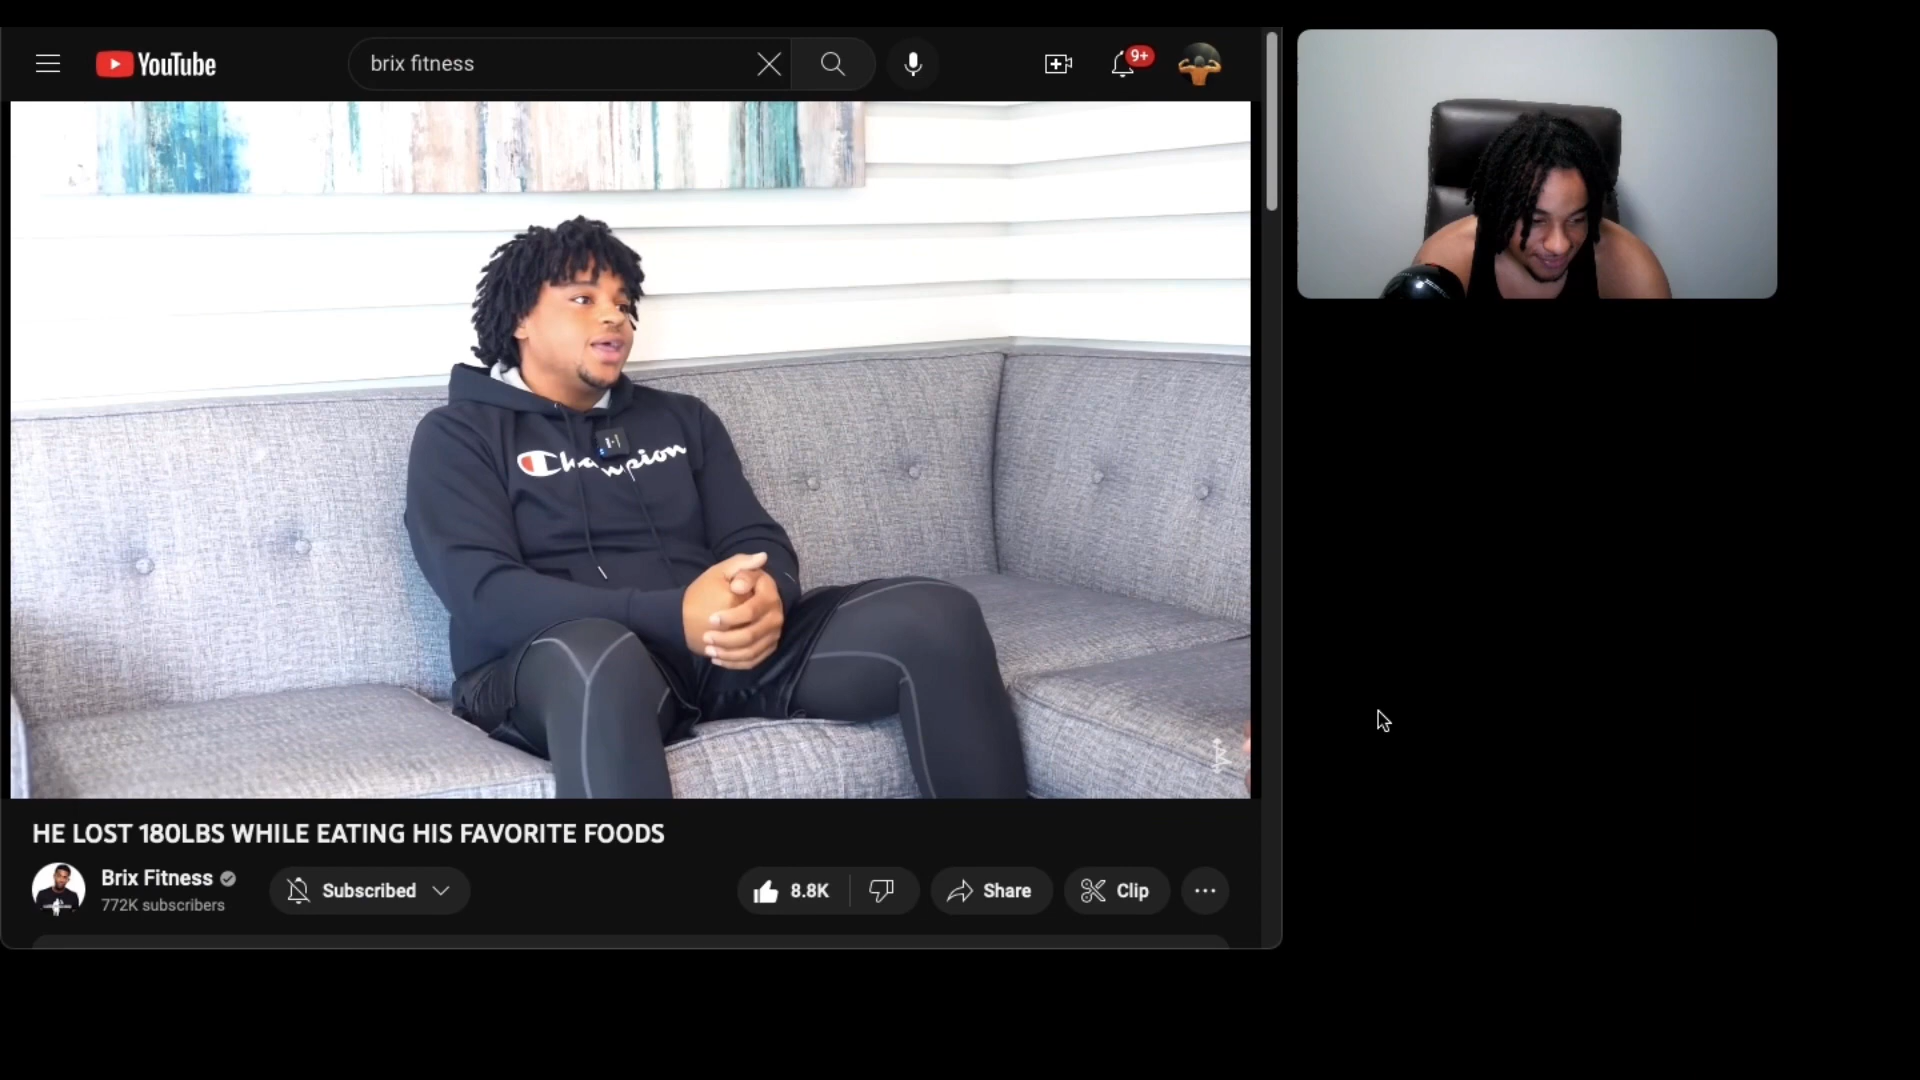 YouTube
brix fitness
9+
Champion
HE LOST 180LBS WHILE EATING HIS FAVORITE FOODS
Brix Fitness
772K subscribers
Subscribed
8.8K
Share
Clip